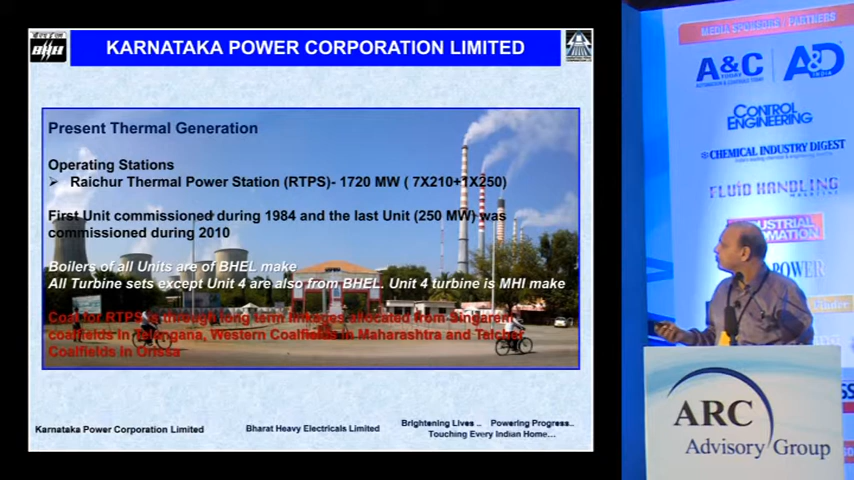 BHEL
KARNATAKA POWER CORPORATION LIMITED
Present Thermal Generation
Operating Stations
➢ Raichur Thermal Power Station (RTPS)- 1720 MW ( 7X210+1X250)
First Unit commissioned during 1984 and the last Unit (250 MW) was
commissioned during 2010
Boilers of all Units are of BHEL make
All Turbine sets except Unit 4 are also from BHEL. Unit 4 turbine is MHI make
Coal for RTPS is through long term linkages allocated from Singareni
coalfields in Telangana, Western Coalfields in Maharashtra and Talcher
Coalfields in Orissa
Karnataka Power Corporation Limited
Bharat Heavy Electricals Limited
Brightening Lives .. Powering Progress..
Touching Every Indian Home...
MEDIA SPONSORS / PARTNERS
A&C
A&D
INDIA
CONTROL
ENGINEERING
CHEMICAL INDUSTRY DIGEST
FLUID HANDLING
INDUSTRIAL
POWER
ARC
Advisory Group